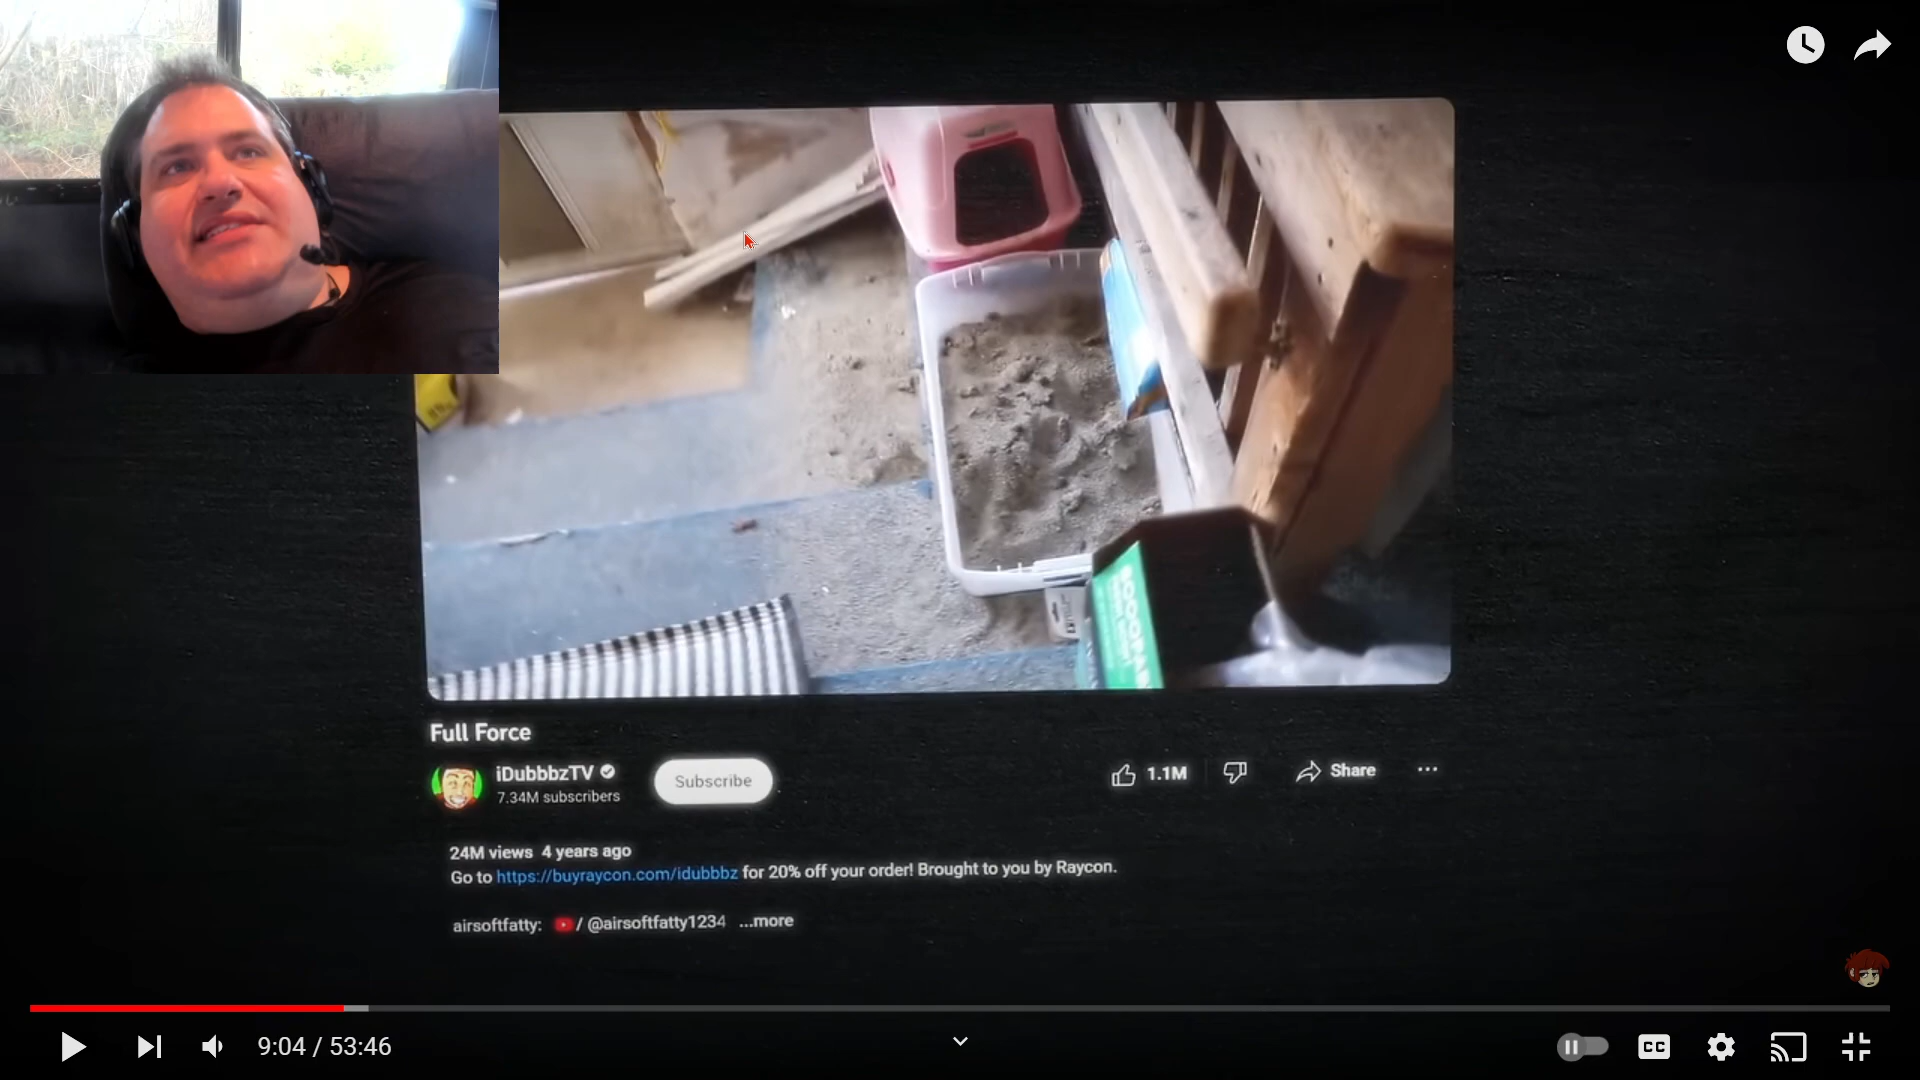 SCOOPAWAY
Full Force
iDubbbzTV
7.34M subscribers
Subscribe
1.1M
Share
24M views 4 years ago
Go to https://buyraycon.com/idubbbz for 20% off your order! Brought to you by Raycon.
airsoftfatty: / @airsoftfatty1234 ...more
9:04 / 53:46
CC